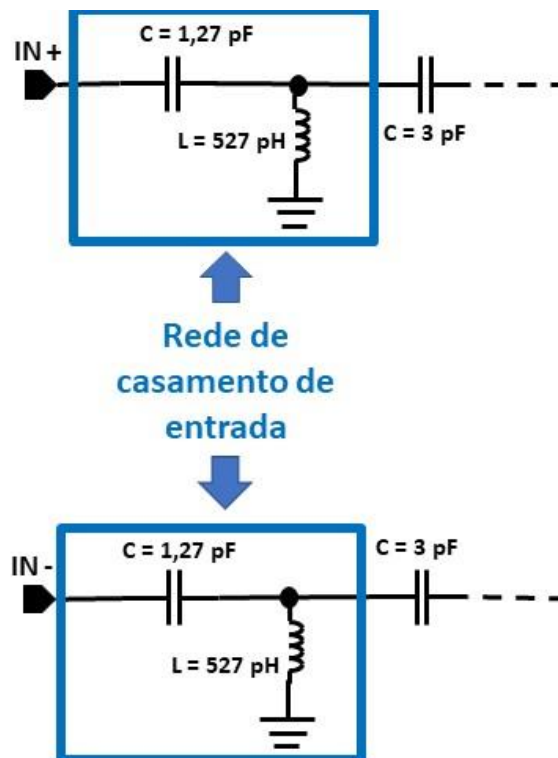 C = 1,27 pF
IN +
L = 527 pH
C = 3 pF
Rede de
casamento de
entrada
C = 1,27 pF
C = 3 pF
IN -
L = 527 pH